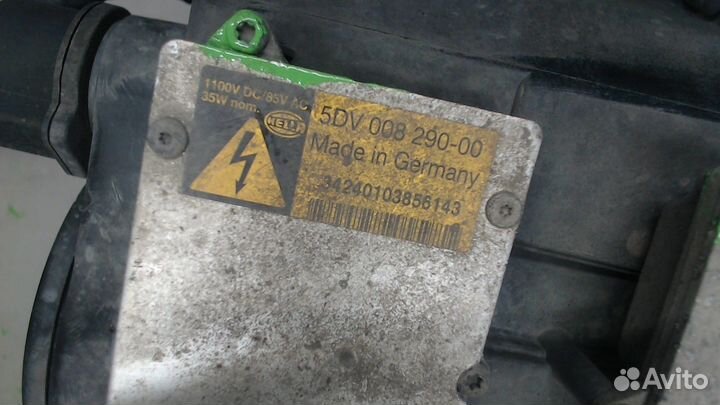 1100V DC/85V AC
35W nom.
HELLA
5DV 008 290-00
Made in Germany
34240103856143
Avito